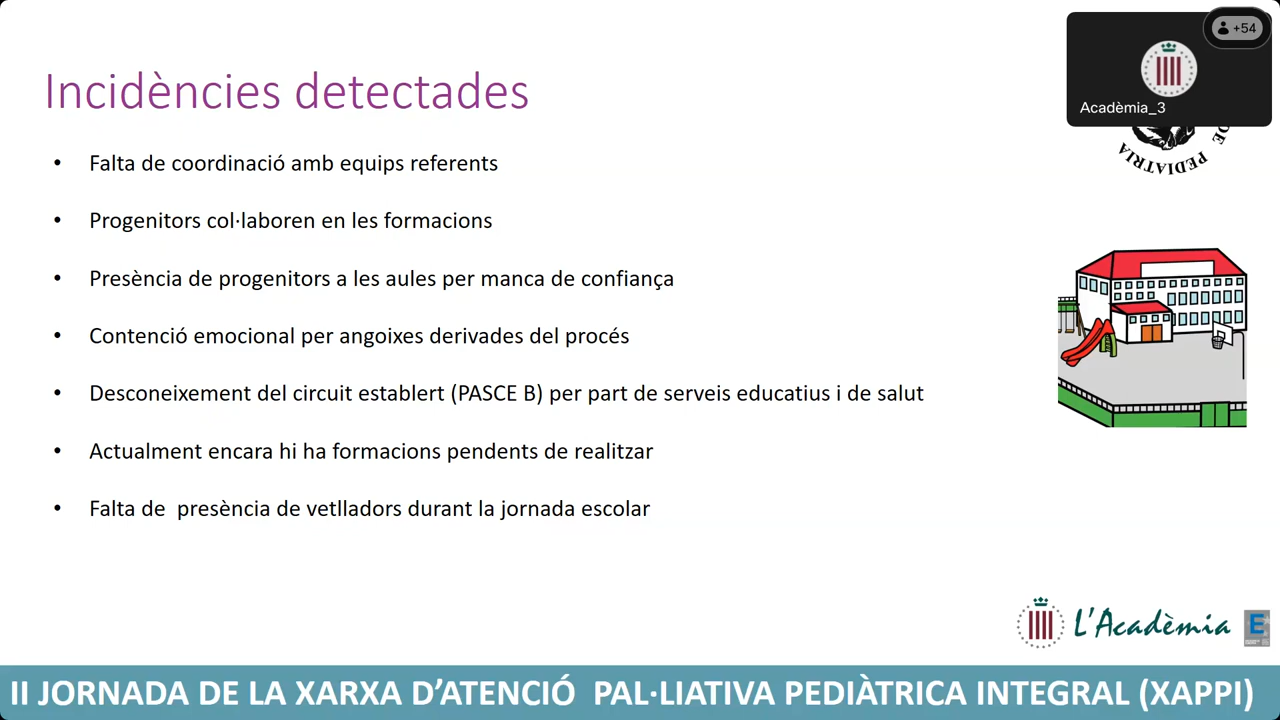 +54
Acadèmia_3
DE PEDIATRIA
Incidències detectades
• Falta de coordinació amb equips referents
• Progenitors col·laboren en les formacions
• Presència de progenitors a les aules per manca de confiança
• Contenció emocional per angoixes derivades del procés
• Desconeixement del circuit establert (PASCE B) per part de serveis educatius i de salut
• Actualment encara hi ha formacions pendents de realitzar
• Falta de  presència de vetlladors durant la jornada escolar
L'Acadèmia
E
II JORNADA DE LA XARXA D’ATENCIÓ  PAL·LIATIVA PEDIÀTRICA INTEGRAL (XAPPI)